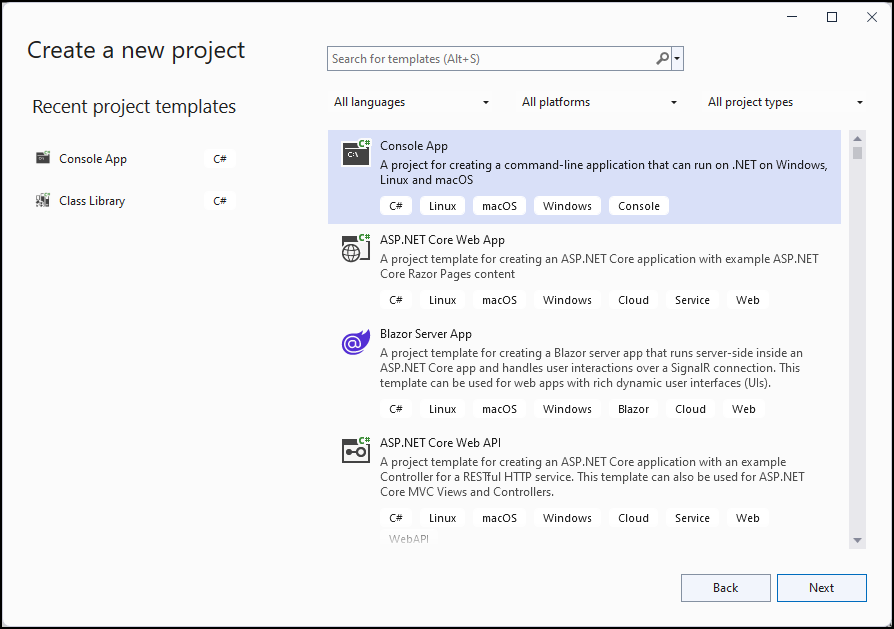 Create a new project
Search for templates (Alt+S)
Recent project templates
All languages
All platforms
All project types
Console App
C#
Class Library
C#
C#
C:\
Console App
A project for creating a command-line application that can run on .NET on Windows,
Linux and macOS
C# Linux macOS Windows Console
C#
ASP.NET Core Web App
A project template for creating an ASP.NET Core application with example ASP.NET
Core Razor Pages content
C# Linux macOS Windows Cloud Service Web
@
Blazor Server App
A project template for creating a Blazor server app that runs server-side inside an
ASP.NET Core app and handles user interactions over a SignalR connection. This
template can be used for web apps with rich dynamic user interfaces (UIs).
C# Linux macOS Windows Blazor Cloud Web
C#
ASP.NET Core Web API
A project template for creating an ASP.NET Core application with an example
Controller for a RESTful HTTP service. This template can also be used for ASP.NET
Core MVC Views and Controllers.
C# Linux macOS Windows Cloud Service Web
WebAPI
Back
Next